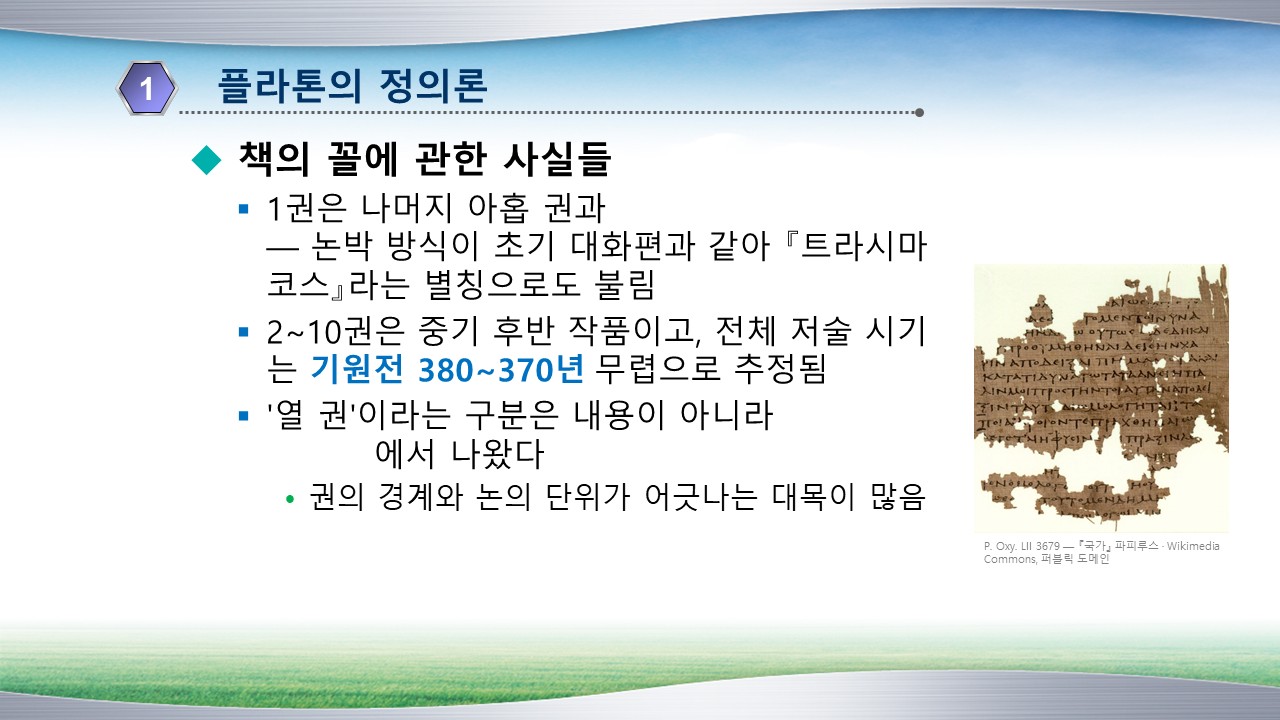 1
플라톤의 정의론
책의 꼴에 관한 사실들
1권은 나머지 아홉 권과
— 논박 방식이 초기 대화편과 같아 『트라시마
코스』라는 별칭으로도 불림
2~10권은 중기 후반 작품이고, 전체 저술 시기
는 기원전 380~370년 무렵으로 추정됨
'열 권'이라는 구분은 내용이 아니라
에서 나왔다
권의 경계와 논의 단위가 어긋나는 대목이 많음
P. Oxy. LII 3679 — 『국가』 파피루스 · Wikimedia
Commons, 퍼블릭 도메인